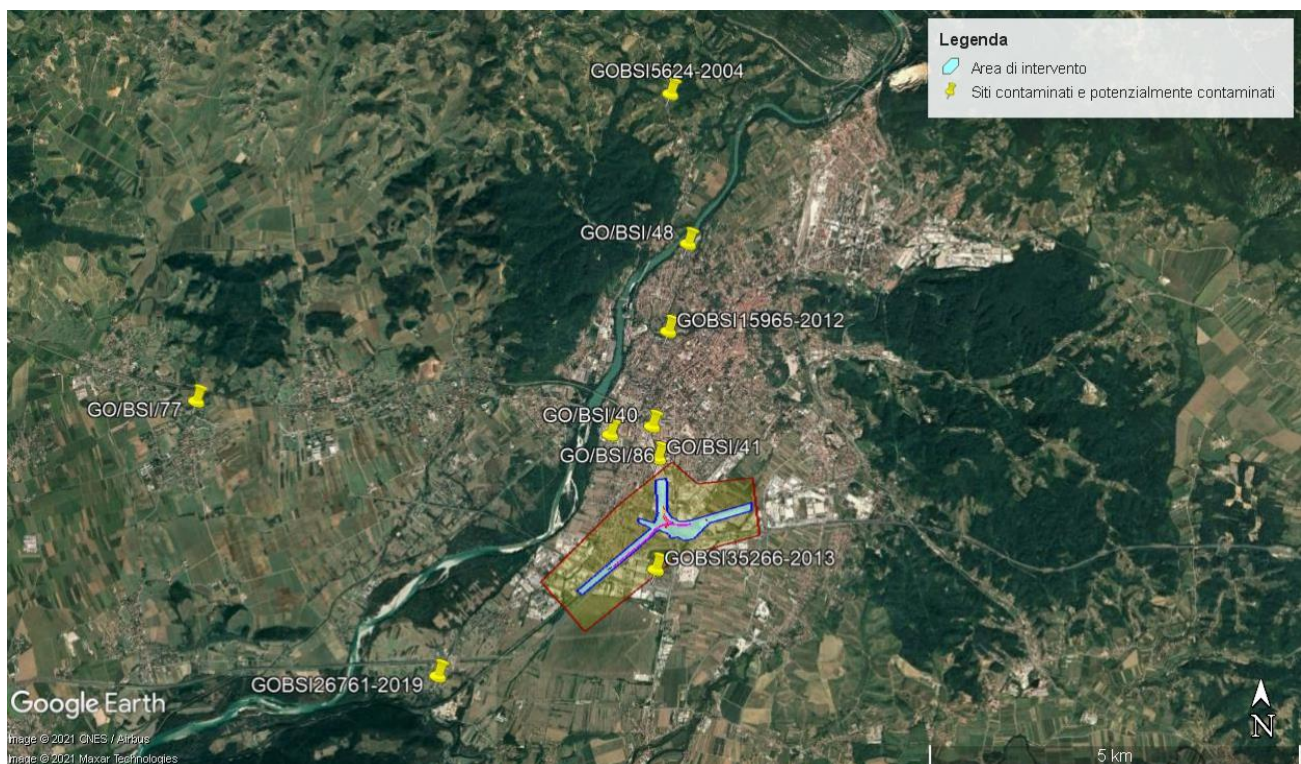 Legenda
Area di intervento
Siti contaminati e potenzialmente contaminati
GOBSI5624-2004
GO/BSI/48
GOBSI15965-2012
GO/BSI/77
GO/BSI/40
GO/BSI/41
GO/BSI/86
GOBSI35266-2013
GOBSI26761-2019
Google Earth
N
Image © 2021 CNES / Airbus
Image © 2021 Maxar Technologies
5 km